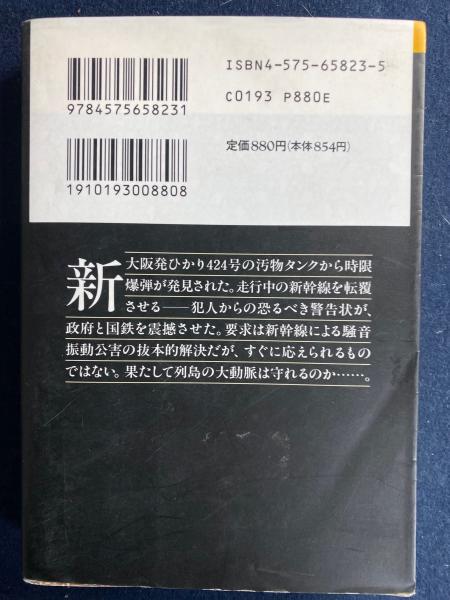 ISBN4-575-65823-5
C0193 P880E
9784575658231
定価880円(本体854円)
1910193008808
新大阪発ひかり424号の汚物タンクから時限
爆弾が発見された。走行中の新幹線を転覆
させる——犯人からの恐るべき警告状が、
政府と国鉄を震撼させた。要求は新幹線による騒音
振動公害の抜本的解決だが、すぐに応えられるもの
ではない。果たして列島の大動脈は守れるのか……。